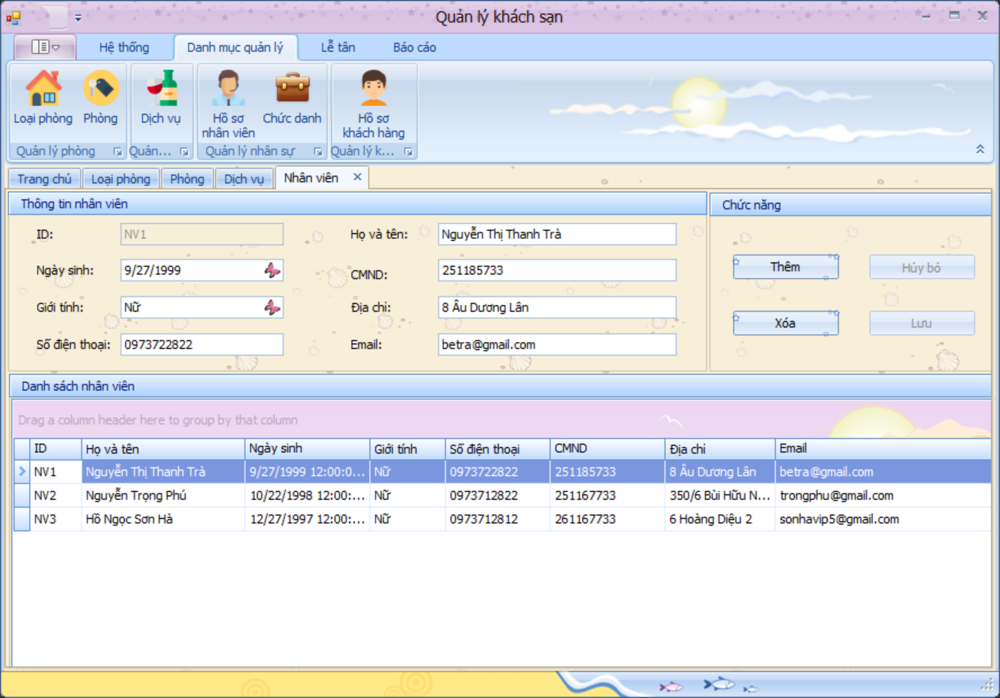 Quản lý khách sạn
Hệ thống Danh mục quản lý Lễ tân Báo cáo
Loại phòng Phòng Dịch vụ Hồ sơ nhân viên Chức danh Hồ sơ khách hàng
Quản lý phòng Quản... Quản lý nhân sự Quản lý k...
Trang chủ Loại phòng Phòng Dịch vụ Nhân viên
Thông tin nhân viên Chức năng
ID: NV1 Họ và tên: Nguyễn Thị Thanh Trà
Ngày sinh: 9/27/1999 CMND: 251185733 Thêm Hủy bỏ
Giới tính: Nữ Địa chỉ: 8 Âu Dương Lân Xóa Lưu
Số điện thoại: 0973722822 Email: betra@gmail.com
Danh sách nhân viên
Drag a column header here to group by that column
ID Họ và tên Ngày sinh Giới tính Số điện thoại CMND Địa chỉ Email
NV1 Nguyễn Thị Thanh Trà 9/27/1999 12:00:0... Nữ 0973722822 251185733 8 Âu Dương Lân betra@gmail.com
NV2 Nguyễn Trọng Phú 10/22/1998 12:00:... Nữ 0973712822 251167733 350/6 Bùi Hữu N... trongphu@gmail.com
NV3 Hồ Ngọc Sơn Hà 12/27/1997 12:00:... Nữ 0973712812 261167733 6 Hoàng Diệu 2 sonhavip5@gmail.com